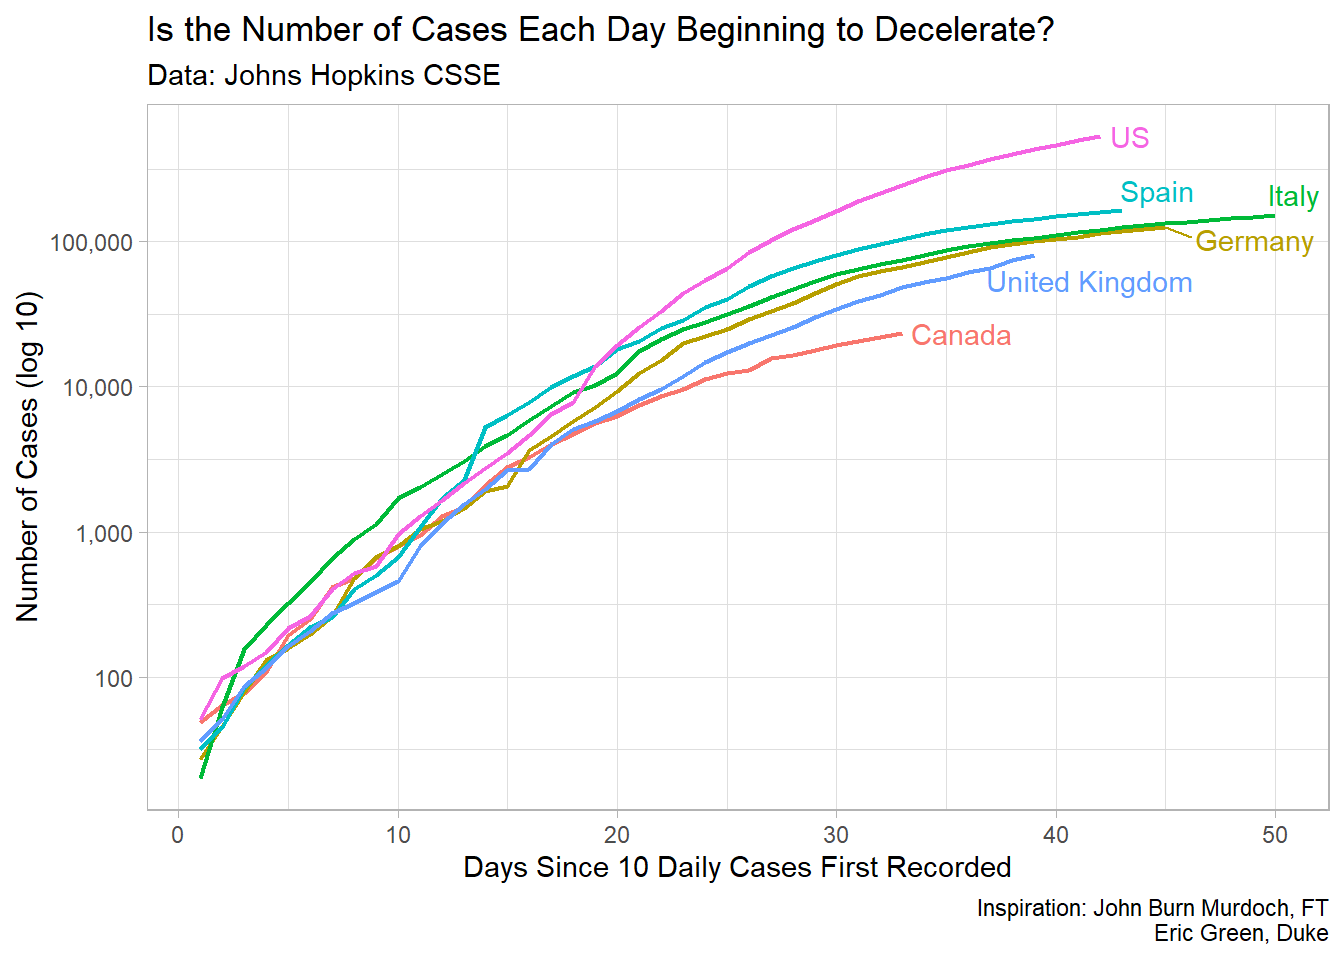 Is the Number of Cases Each Day Beginning to Decelerate?
Data: Johns Hopkins CSSE
US
Spain
Italy
100,000
Germany
United Kingdom
Canada
10,000
Number of Cases (log 10)
1,000
100
0 10 20 30 40 50
Days Since 10 Daily Cases First Recorded
Inspiration: John Burn Murdoch, FT
Eric Green, Duke